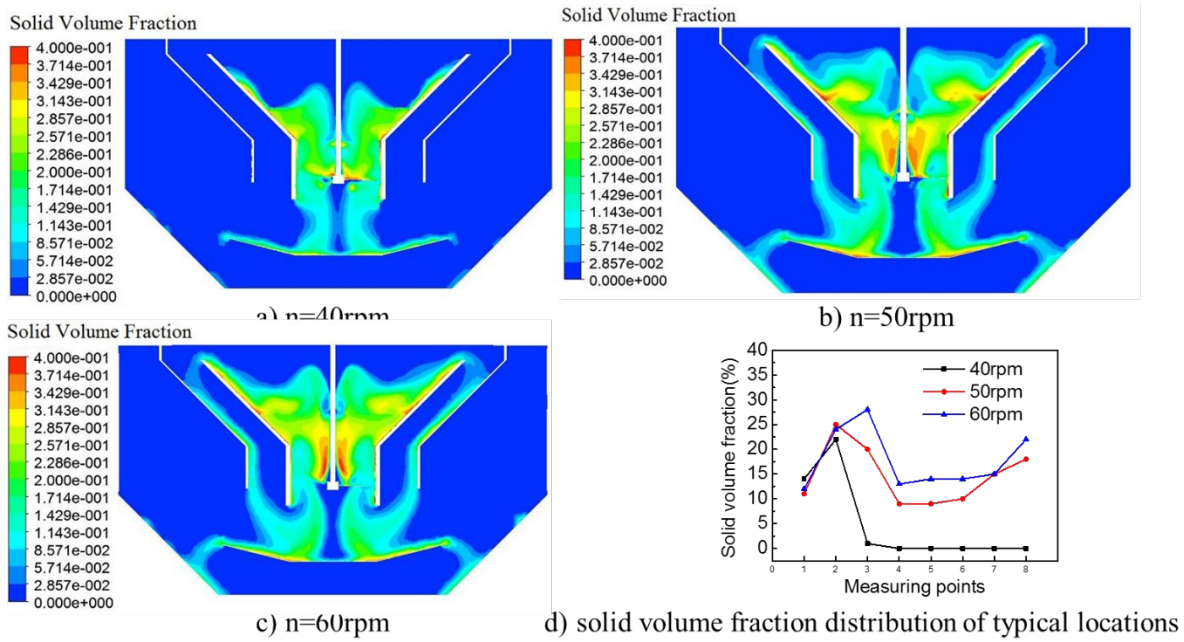 Solid Volume Fraction
4.000e-001
3.714e-001
3.429e-001
3.143e-001
2.857e-001
2.571e-001
2.286e-001
2.000e-001
1.714e-001
1.429e-001
1.143e-001
8.571e-002
5.714e-002
2.857e-002
0.000e+000
a) n=40rpm
Solid Volume Fraction
4.000e-001
3.714e-001
3.429e-001
3.143e-001
2.857e-001
2.571e-001
2.286e-001
2.000e-001
1.714e-001
1.429e-001
1.143e-001
8.571e-002
5.714e-002
2.857e-002
0.000e+000
b) n=50rpm
Solid Volume Fraction
4.000e-001
3.714e-001
3.429e-001
3.143e-001
2.857e-001
2.571e-001
2.286e-001
2.000e-001
1.714e-001
1.429e-001
1.143e-001
8.571e-002
5.714e-002
2.857e-002
0.000e+000
c) n=60rpm
Solid volume fraction(%)
40
35
30
25
20
15
10
5
0
40rpm
50rpm
60rpm
0 1 2 3 4 5 6 7 8
Measuring points
d) solid volume fraction distribution of typical locations